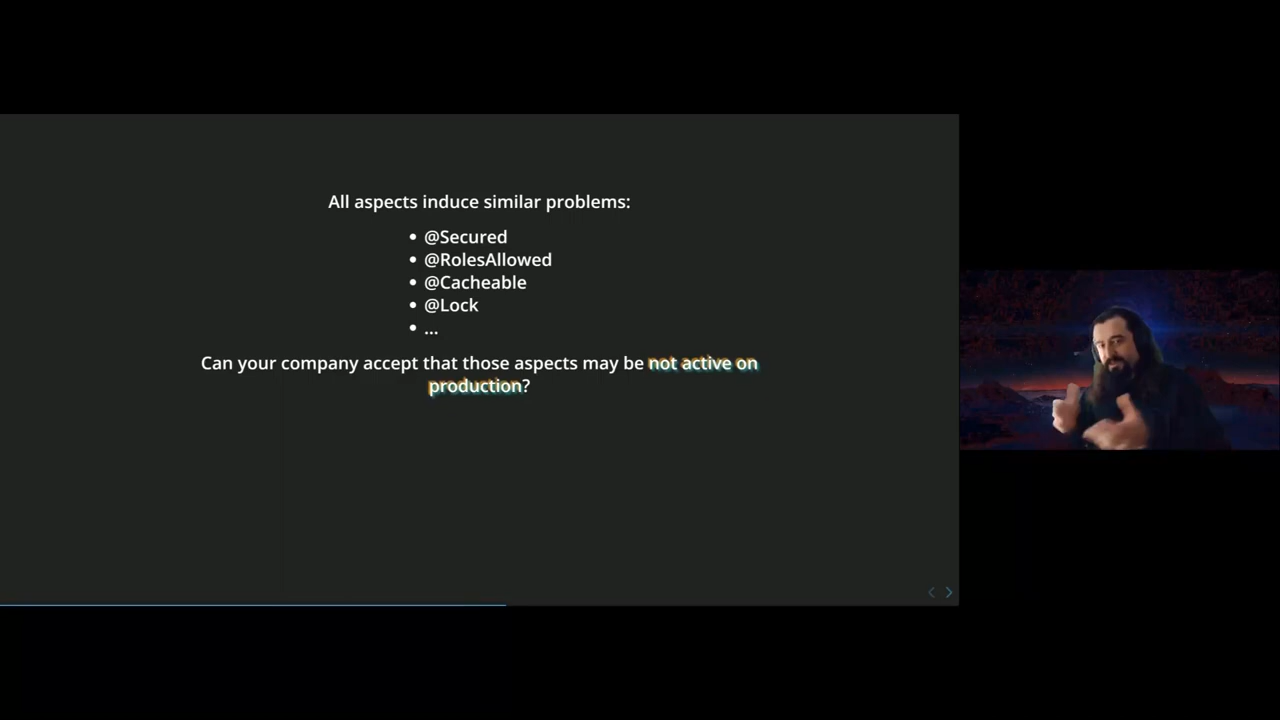 All aspects induce similar problems:
• @Secured
• @RolesAllowed
• @Cacheable
• @Lock
• ...
Can your company accept that those aspects may be not active on
production?